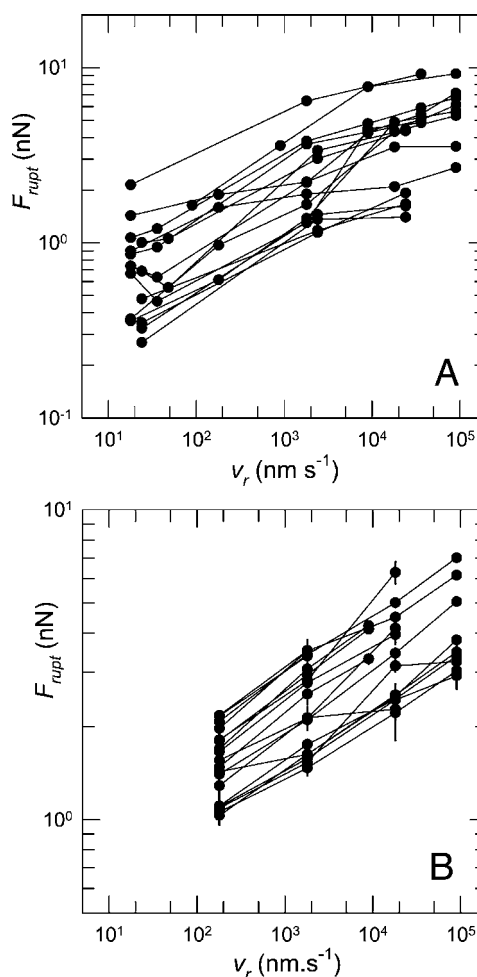 10¹
F_rupt (nN)
10⁰
A
10⁻¹
10¹ 10² 10³ 10⁴ 10⁵
v_r (nm s⁻¹)
10¹
F_rupt (nN)
10⁰
B
10¹ 10² 10³ 10⁴ 10⁵
v_r (nm.s⁻¹)